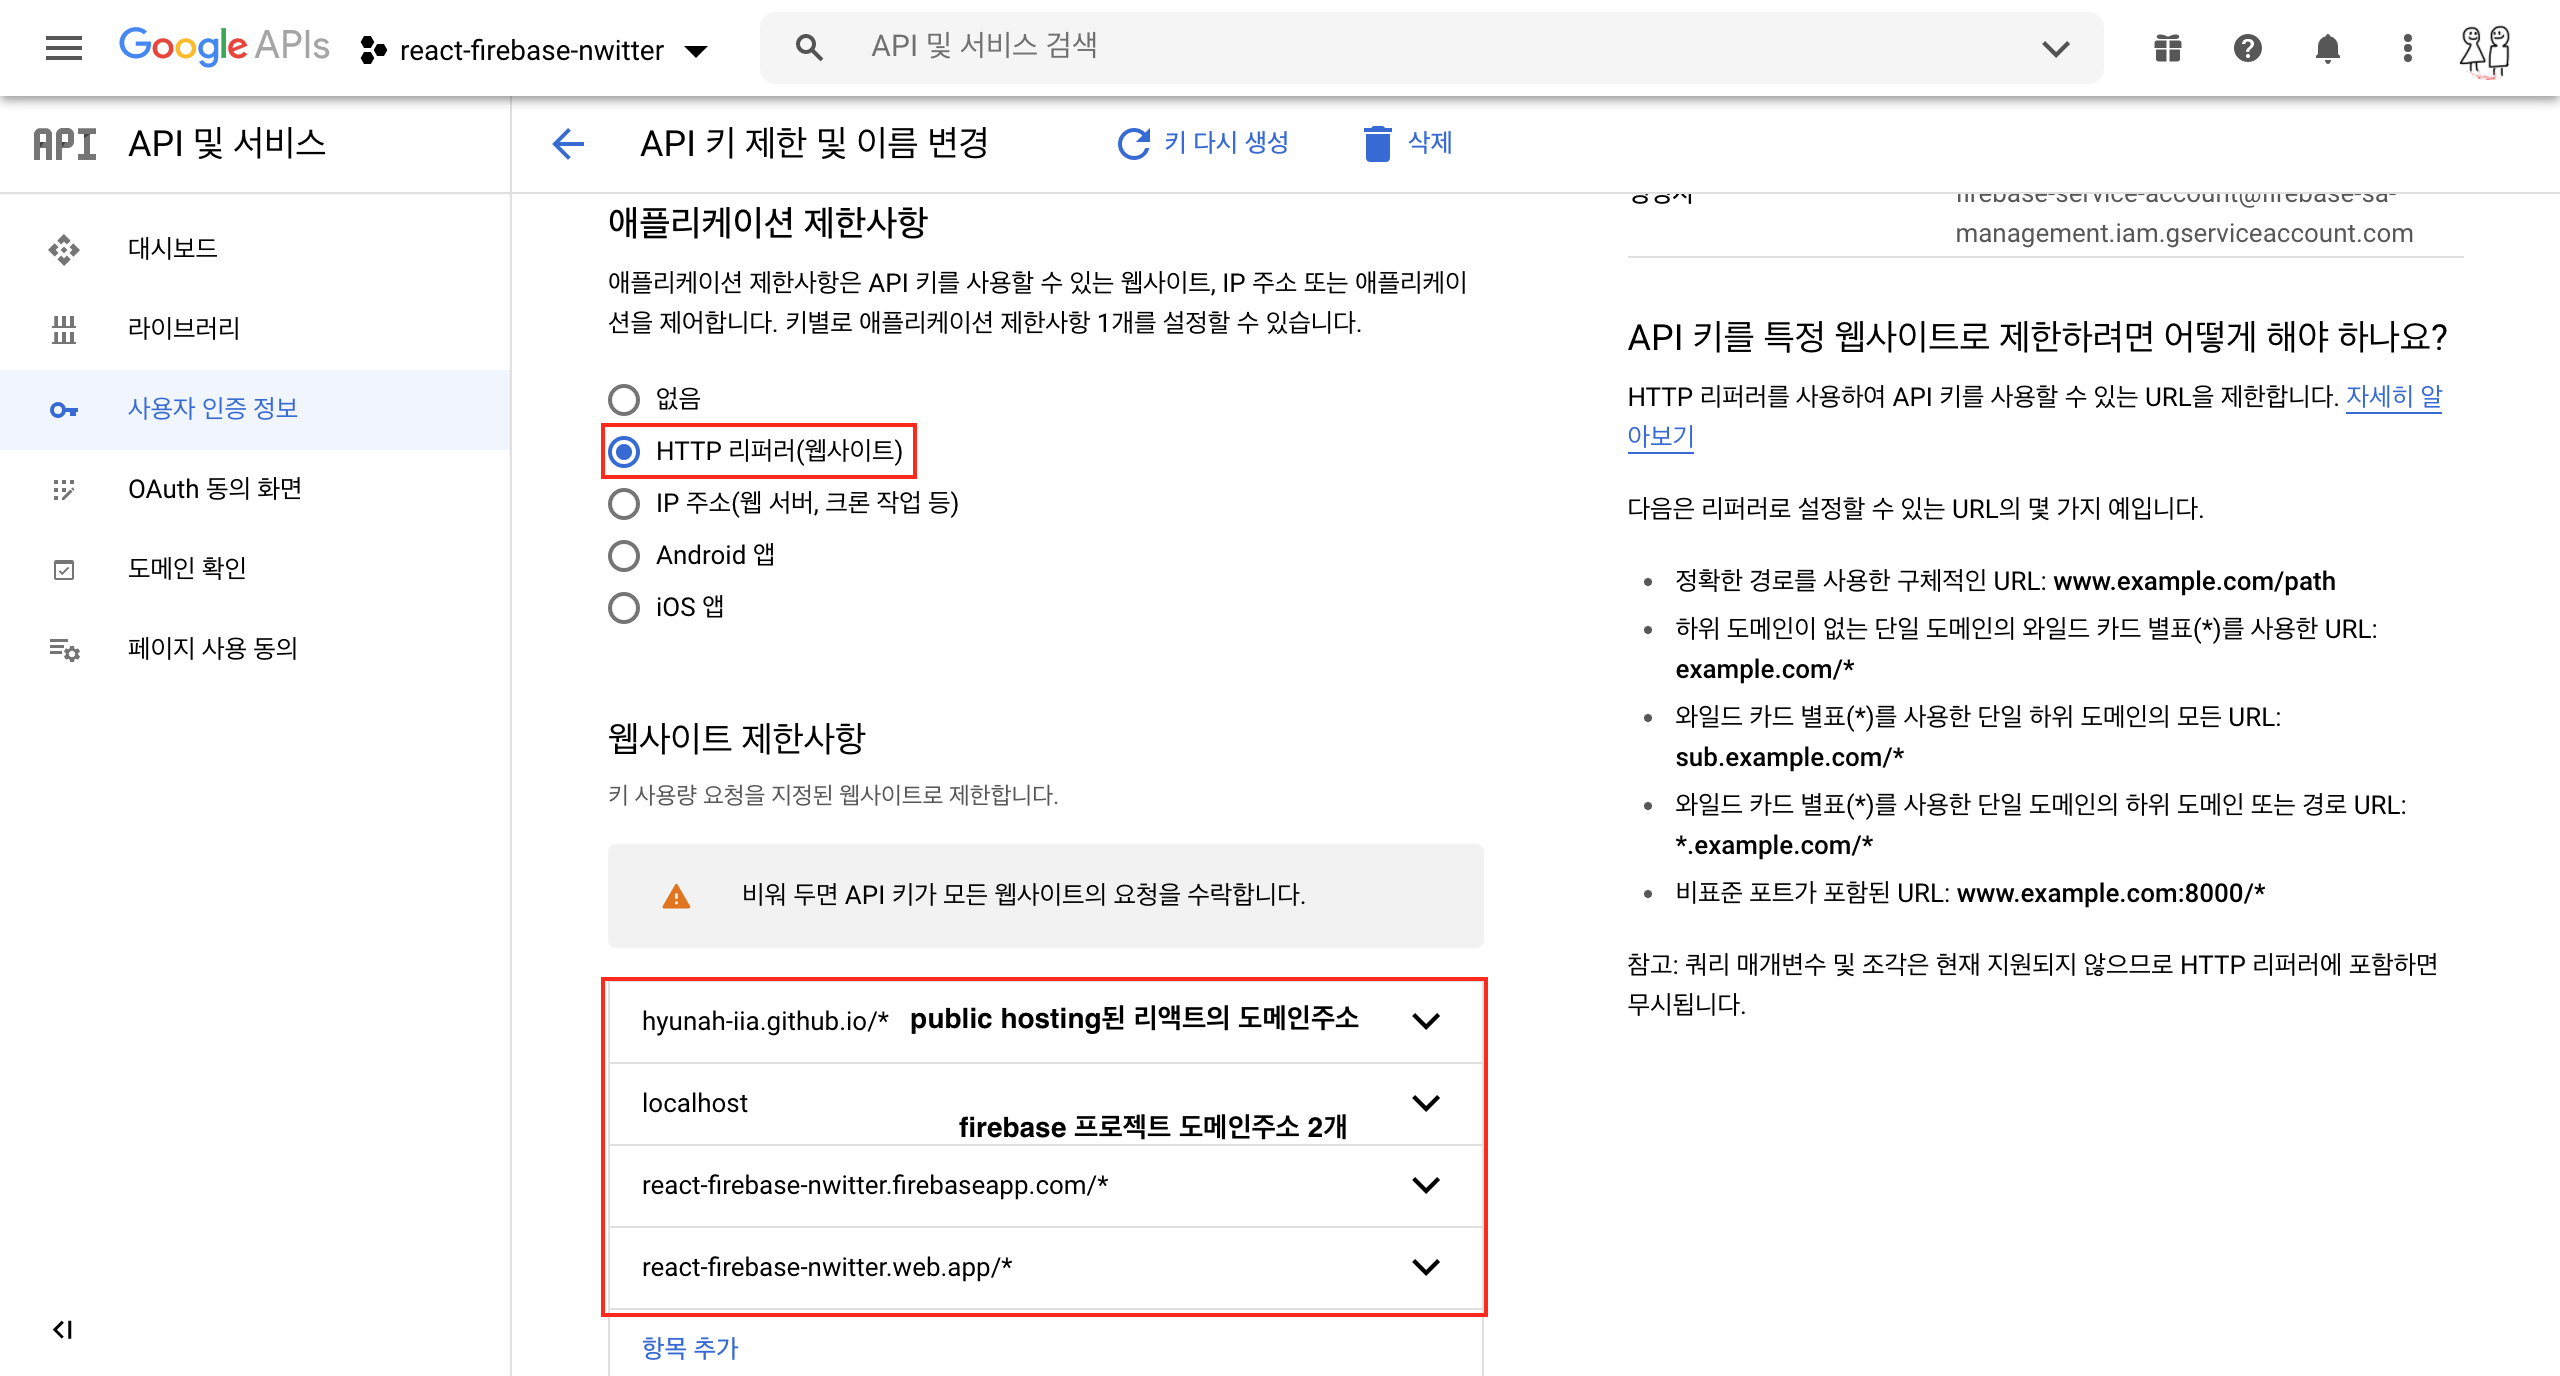 Google APIs
react-firebase-nwitter
API 및 서비스 검색
API
API 및 서비스
API 키 제한 및 이름 변경
키 다시 생성
삭제
대시보드
라이브러리
사용자 인증 정보
OAuth 동의 화면
도메인 확인
페이지 사용 동의
애플리케이션 제한사항
애플리케이션 제한사항은 API 키를 사용할 수 있는 웹사이트, IP 주소 또는 애플리케이
션을 제어합니다. 키별로 애플리케이션 제한사항 1개를 설정할 수 있습니다.
없음
HTTP 리퍼러(웹사이트)
IP 주소(웹 서버, 크론 작업 등)
Android 앱
iOS 앱
웹사이트 제한사항
키 사용량 요청을 지정된 웹사이트로 제한합니다.
비워 두면 API 키가 모든 웹사이트의 요청을 수락합니다.
hyunah-iia.github.io/* public hosting된 리액트의 도메인주소
localhost
firebase 프로젝트 도메인주소 2개
react-firebase-nwitter.firebaseapp.com/*
react-firebase-nwitter.web.app/*
항목 추가
firebase-service-account@firebase-sa-
management.iam.gserviceaccount.com
API 키를 특정 웹사이트로 제한하려면 어떻게 해야 하나요?
HTTP 리퍼러를 사용하여 API 키를 사용할 수 있는 URL을 제한합니다. 자세히 알
아보기
다음은 리퍼러로 설정할 수 있는 URL의 몇 가지 예입니다.
정확한 경로를 사용한 구체적인 URL: www.example.com/path
하위 도메인이 없는 단일 도메인의 와일드 카드 별표(*)를 사용한 URL:
example.com/*
와일드 카드 별표(*)를 사용한 단일 하위 도메인의 모든 URL:
sub.example.com/*
와일드 카드 별표(*)를 사용한 단일 도메인의 하위 도메인 또는 경로 URL:
*.example.com/*
비표준 포트가 포함된 URL: www.example.com:8000/*
참고: 쿼리 매개변수 및 조각은 현재 지원되지 않으므로 HTTP 리퍼러에 포함하면
무시됩니다.